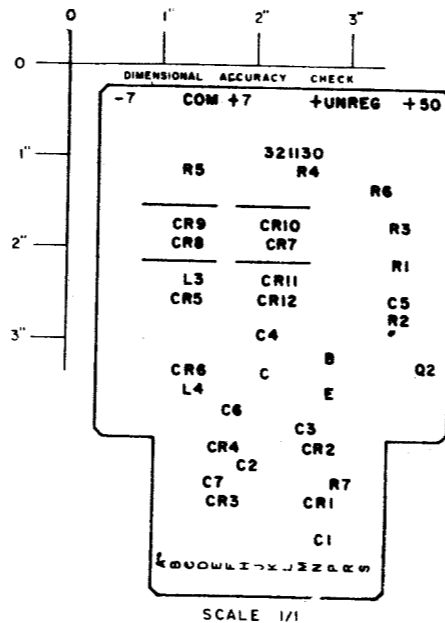 0 1" 2" 3"
0
DIMENSIONAL ACCURACY CHECK
-7 COM +7 +UNREG +50
1"
321130
R5 R4
R6
CR9 CR10 R3
CR8 CR7
2"
R1
L3 CR11
CR5 CR12 C5
R2
C4
3"
B
CR6 C Q2
L4 E
C6
C3
CR4 CR2
C2
C7 R7
CR3 CR1
C1
A B C D E F H J K L M N P R S
SCALE 1/1